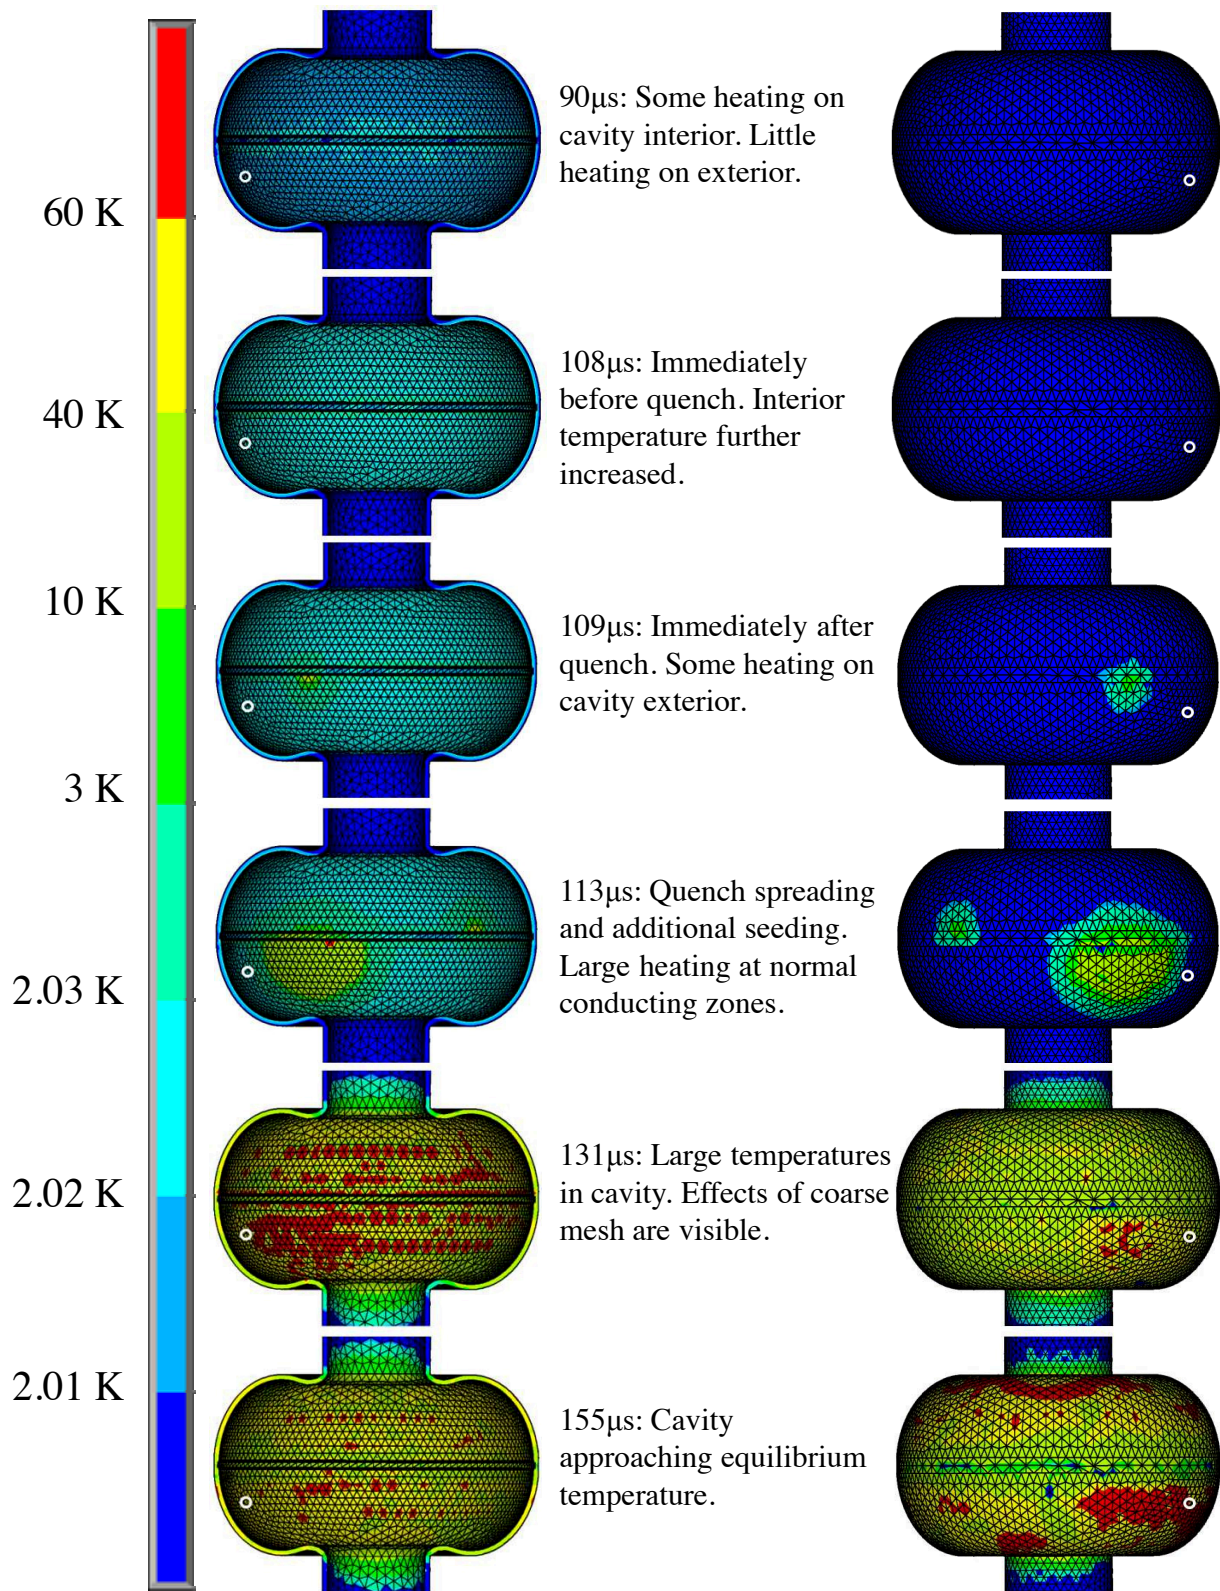 60 K
40 K
10 K
3 K
2.03 K
2.02 K
2.01 K
90μs: Some heating on
cavity interior. Little
heating on exterior.
108μs: Immediately
before quench. Interior
temperature further
increased.
109μs: Immediately after
quench. Some heating on
cavity exterior.
113μs: Quench spreading
and additional seeding.
Large heating at normal
conducting zones.
131μs: Large temperatures
in cavity. Effects of coarse
mesh are visible.
155μs: Cavity
approaching equilibrium
temperature.